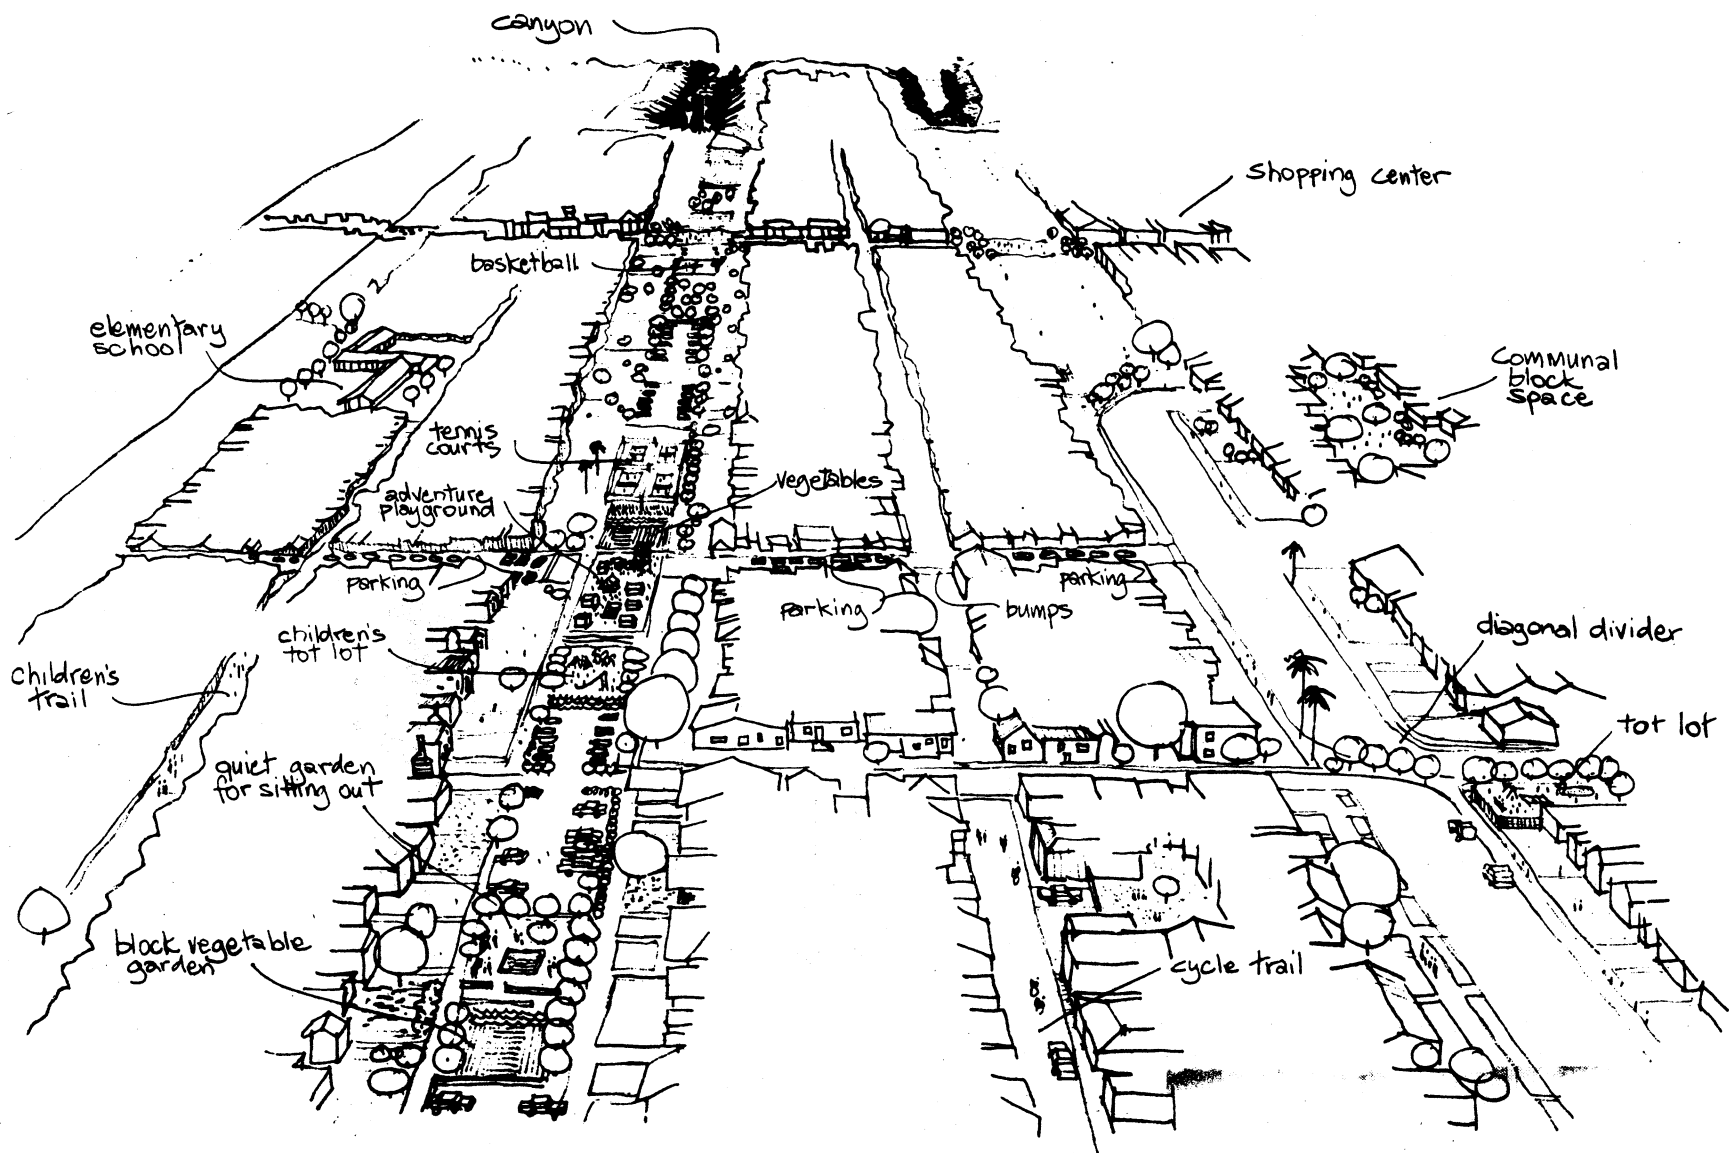 canyon
shopping center
basketball
elementary
school
communal
block
space
tennis
courts
vegetables
adventure
playground
parking
parking
parking
bumps
children's
tot lot
diagonal divider
children's
trail
tot lot
quiet garden
for sitting out
block vegetable
garden
cycle trail